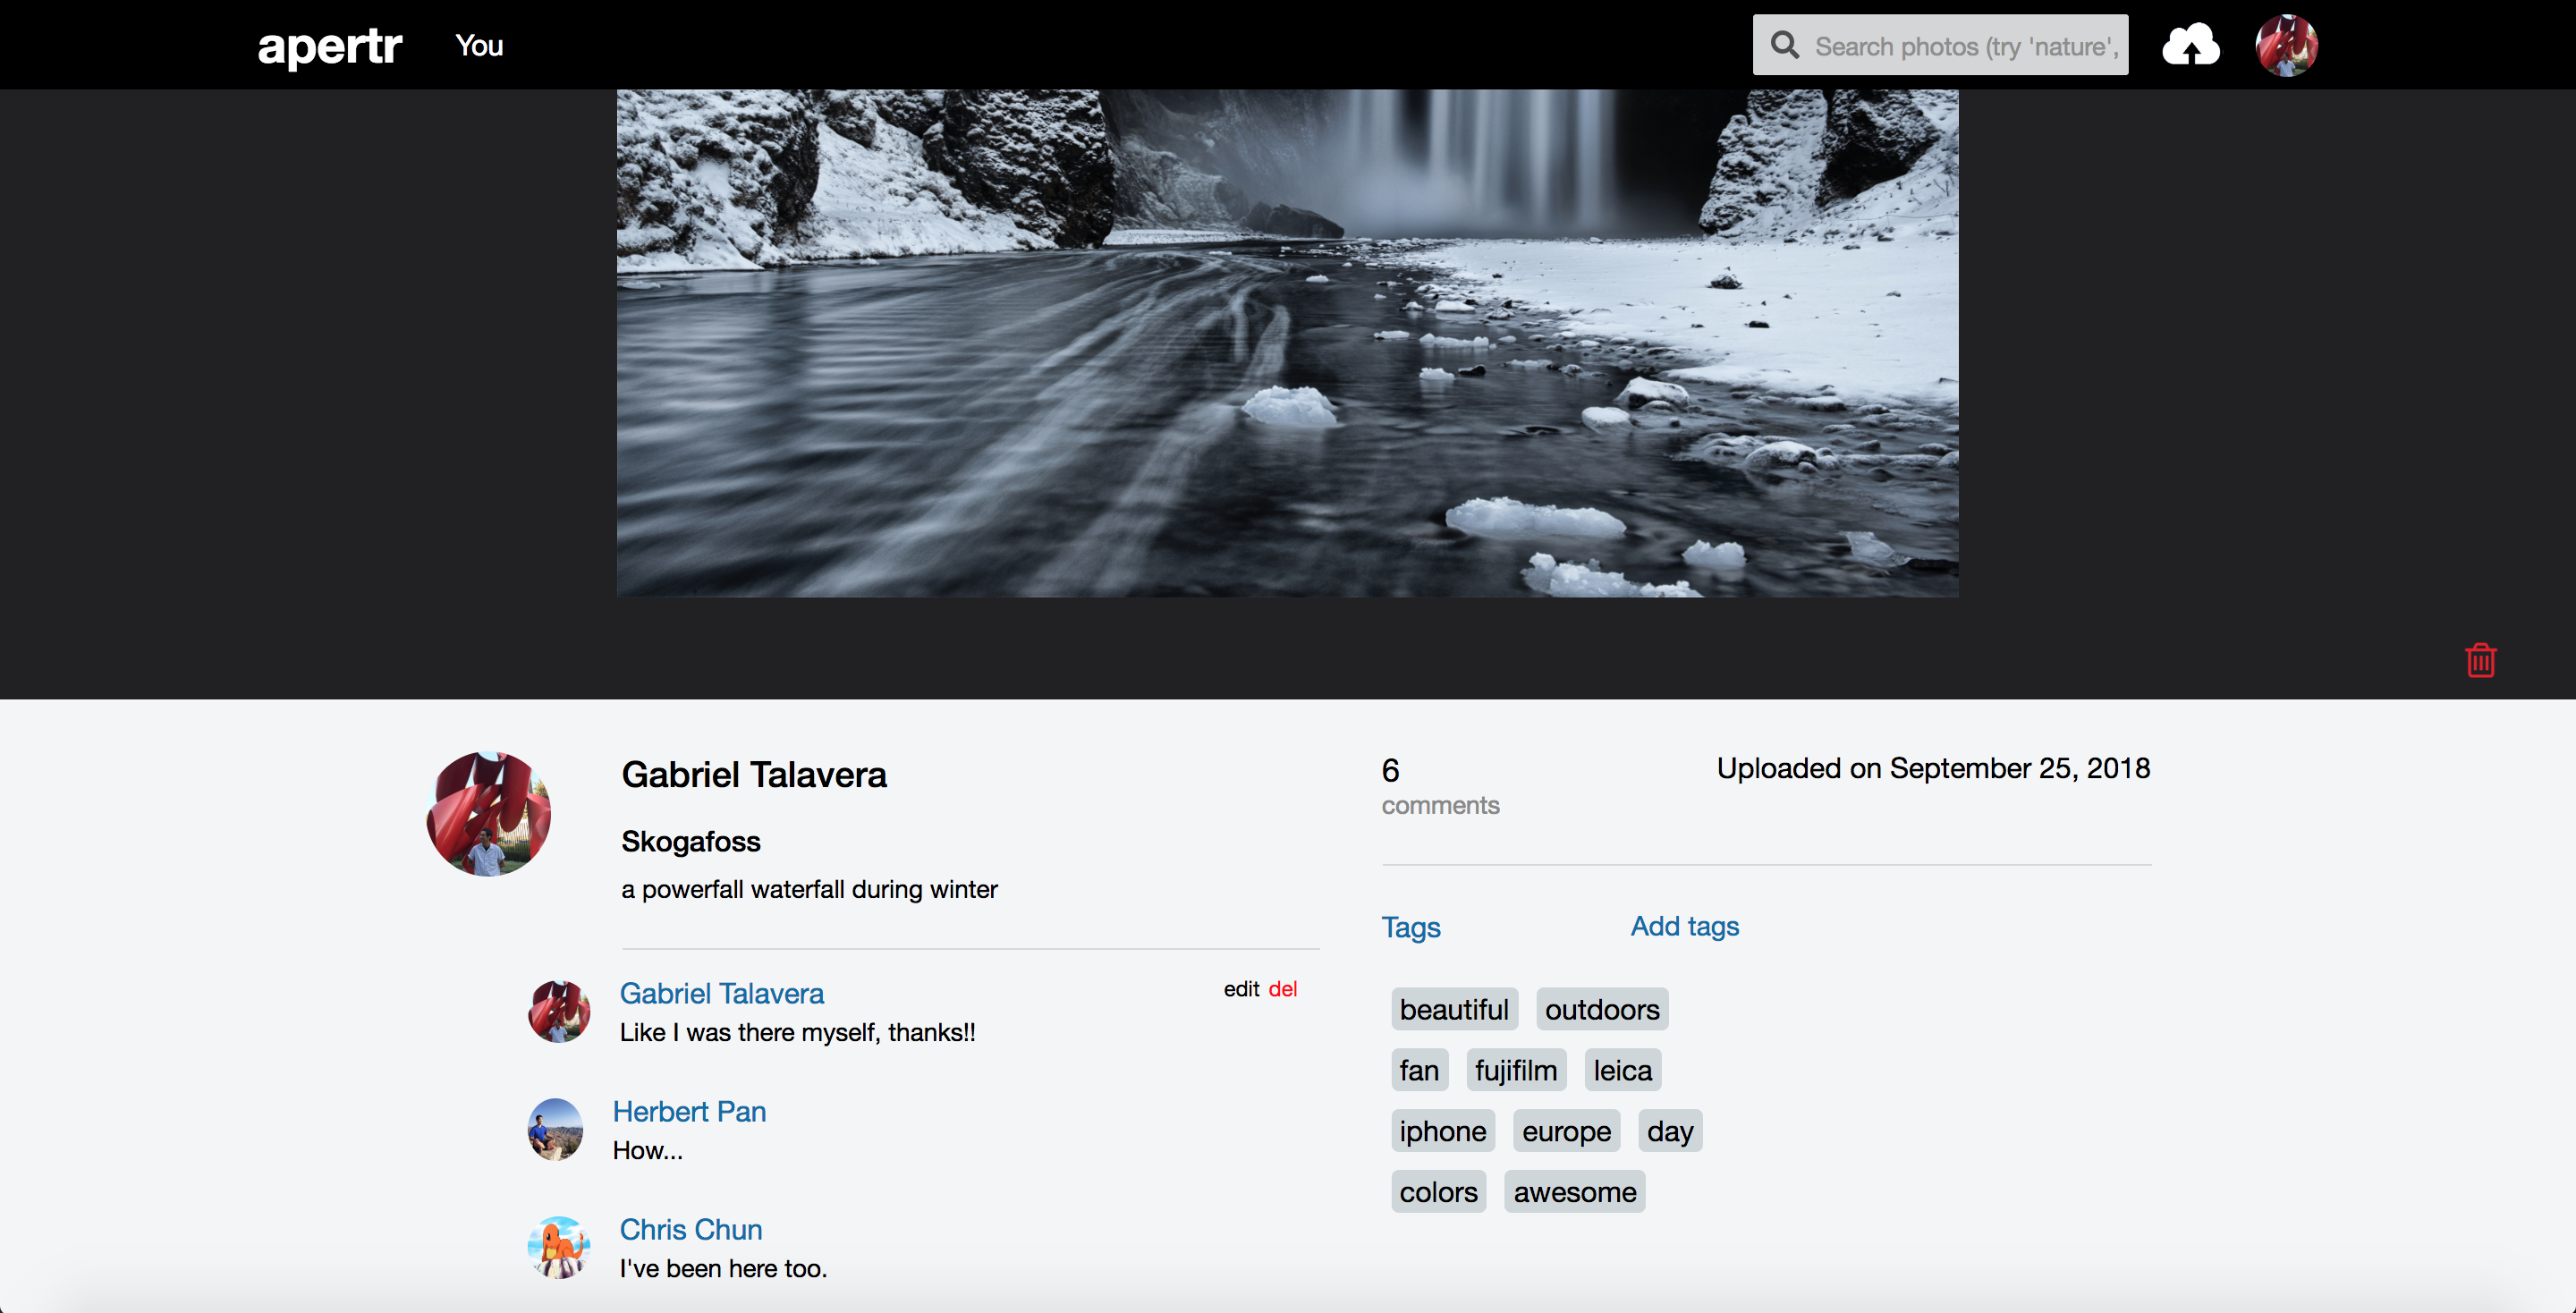 apertr
You
Search photos (try 'nature',
Gabriel Talavera
Skogafoss
a powerfall waterfall during winter
6
comments
Uploaded on September 25, 2018
Gabriel Talavera
edit del
Like I was there myself, thanks!!
Herbert Pan
How...
Chris Chun
I've been here too.
Tags
Add tags
beautiful outdoors
fan fujifilm leica
iphone europe day
colors awesome